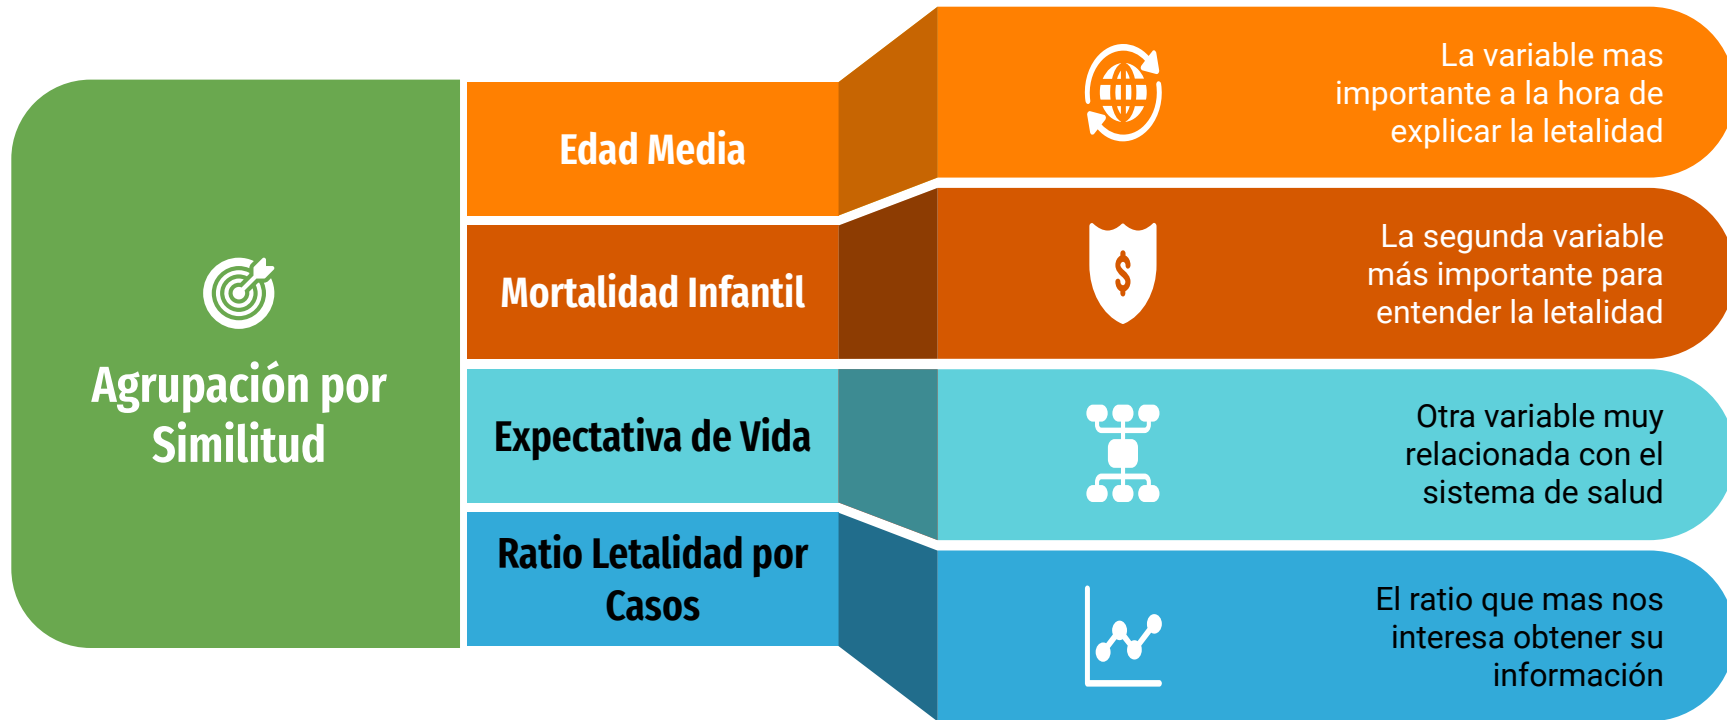 Agrupación por
Similitud
Edad Media
La variable mas
importante a la hora de
explicar la letalidad
Mortalidad Infantil
$
La segunda variable
más importante para
entender la letalidad
Expectativa de Vida
Otra variable muy
relacionada con el
sistema de salud
Ratio Letalidad por
Casos
El ratio que mas nos
interesa obtener su
información